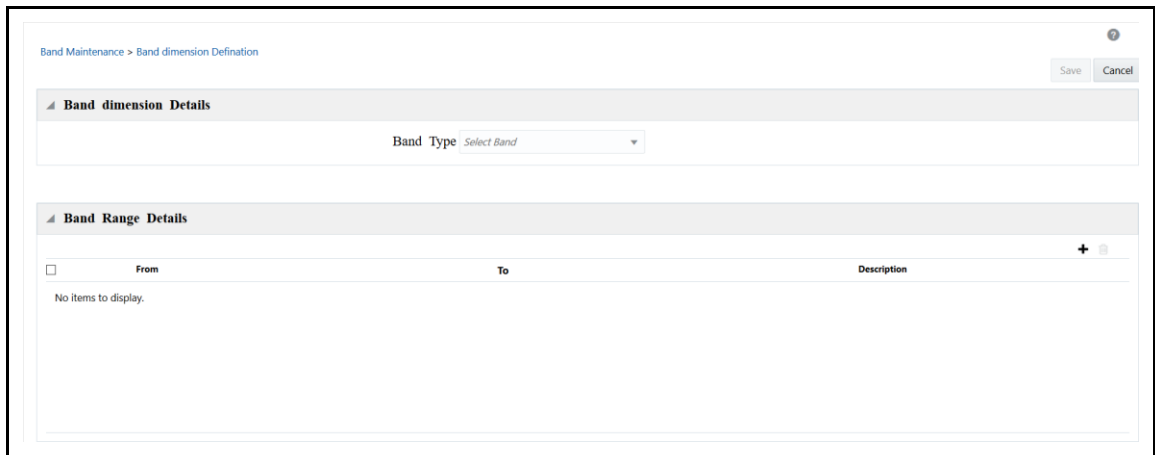 ?
Band Maintenance > Band dimension Defination
Save Cancel
Band dimension Details
Band Type Select Band
Band Range Details
From To Description
No items to display.